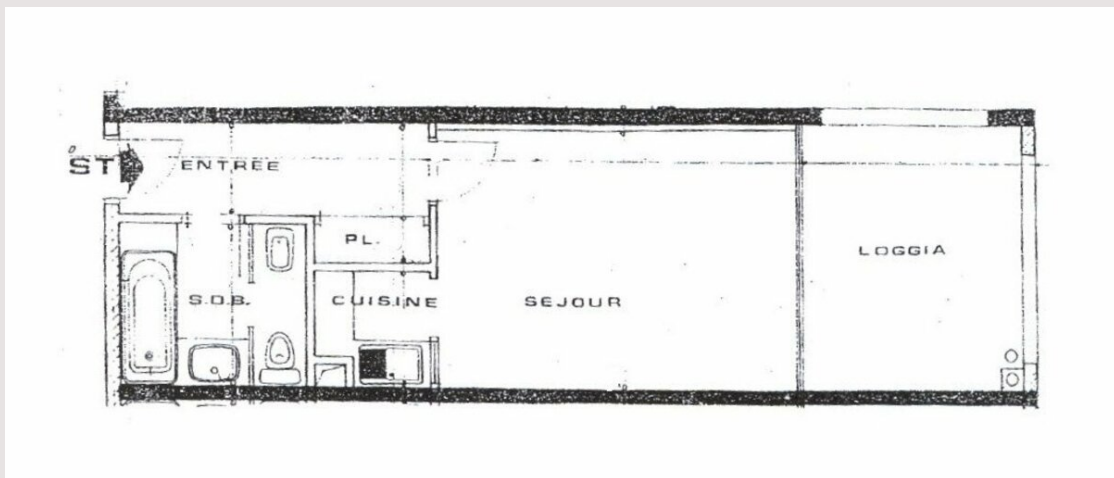 ST
ENTREE
PL.
LOGGIA
S.D.B.
CUISINE
SEJOUR